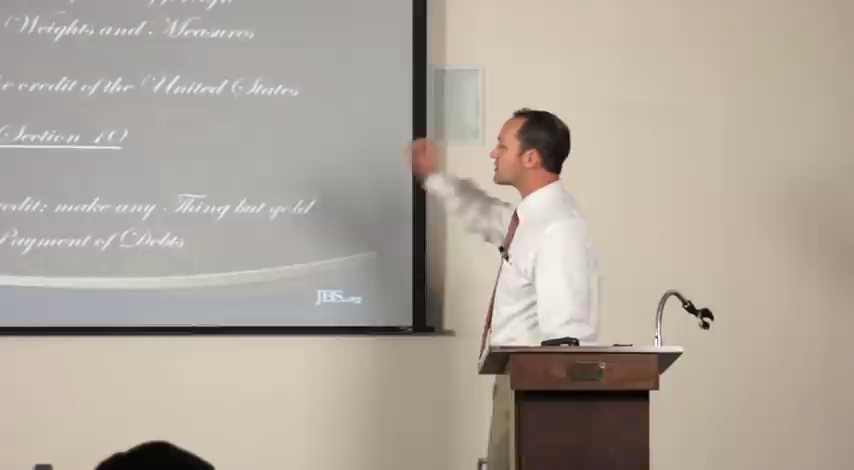 Weights and Measures
credit of the United States
(Section 10)
credit; make any Thing but gold
Payment of Debts
JBS.org